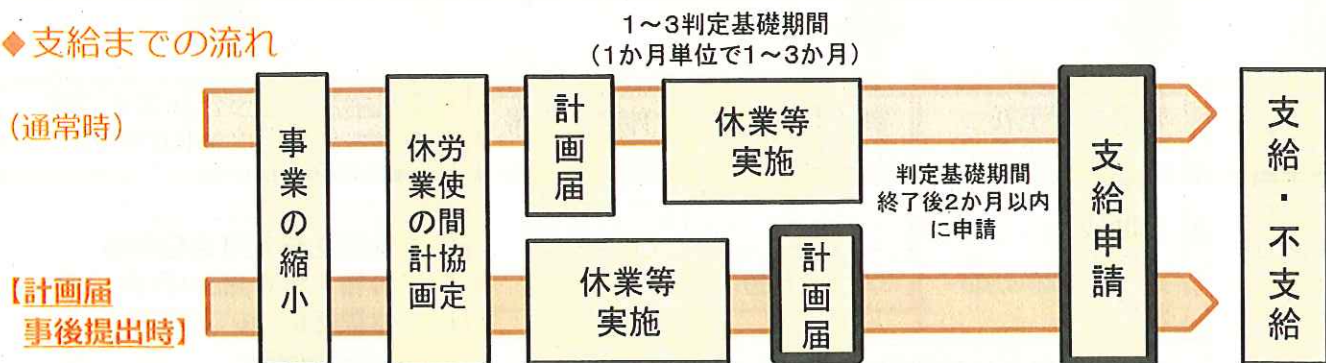 ◆支給までの流れ
1～3判定基礎期間
（1か月単位で1～3か月）
（通常時）
事業の縮小
労使間協定
休業の計画
計画届
休業等
実施
判定基礎期間
終了後2か月以内
に申請
支給申請
支給・不支給
【計画届
事後提出時】
休業等
実施
計画届